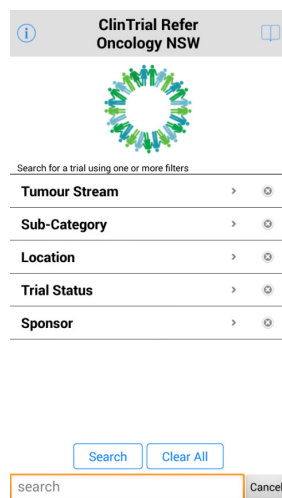 ClinTrial Refer
Oncology NSW
Search for a trial using one or more filters
Tumour Stream
Sub-Category
Location
Trial Status
Sponsor
Search Clear All
search Cancel